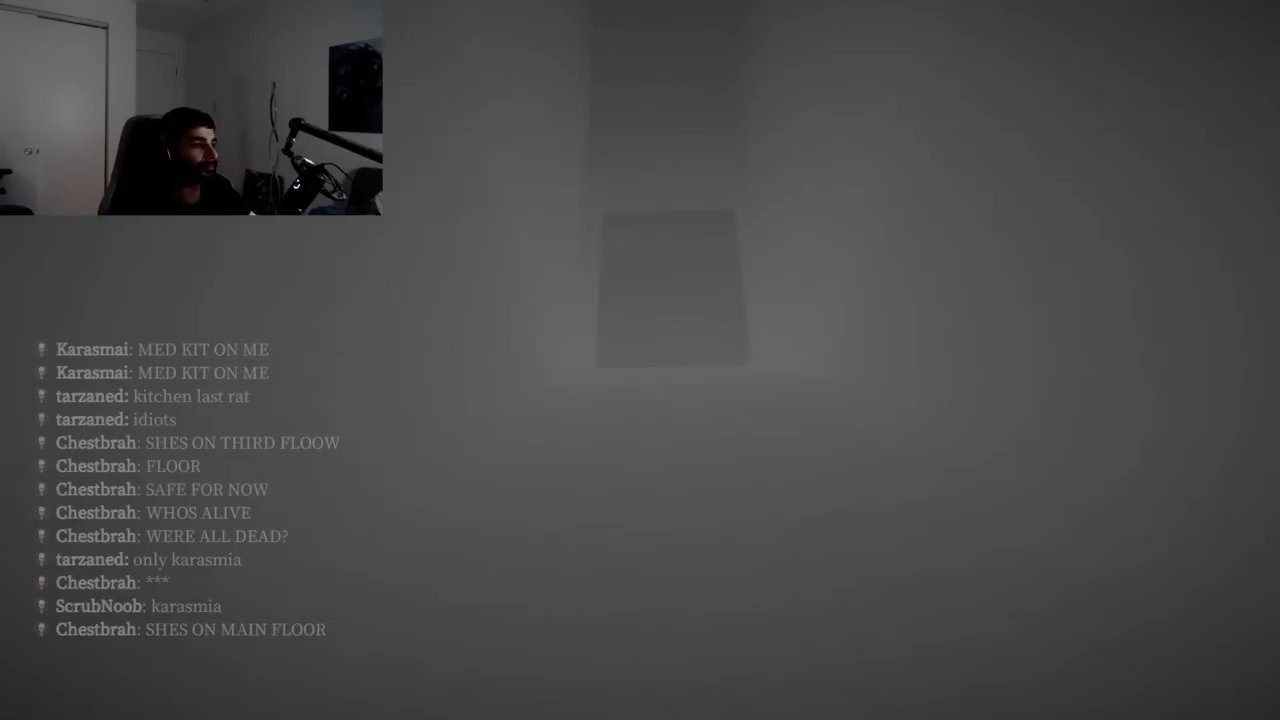 Karasmai: MED KIT ON ME
Karasmai: MED KIT ON ME
tarzaned: kitchen last rat
tarzaned: idiots
Chestbrah: SHES ON THIRD FLOOW
Chestbrah: FLOOR
Chestbrah: SAFE FOR NOW
Chestbrah: WHOS ALIVE
Chestbrah: WERE ALL DEAD?
tarzaned: only karasmia
Chestbrah: ***
ScrubNoob: karasmia
Chestbrah: SHES ON MAIN FLOOR